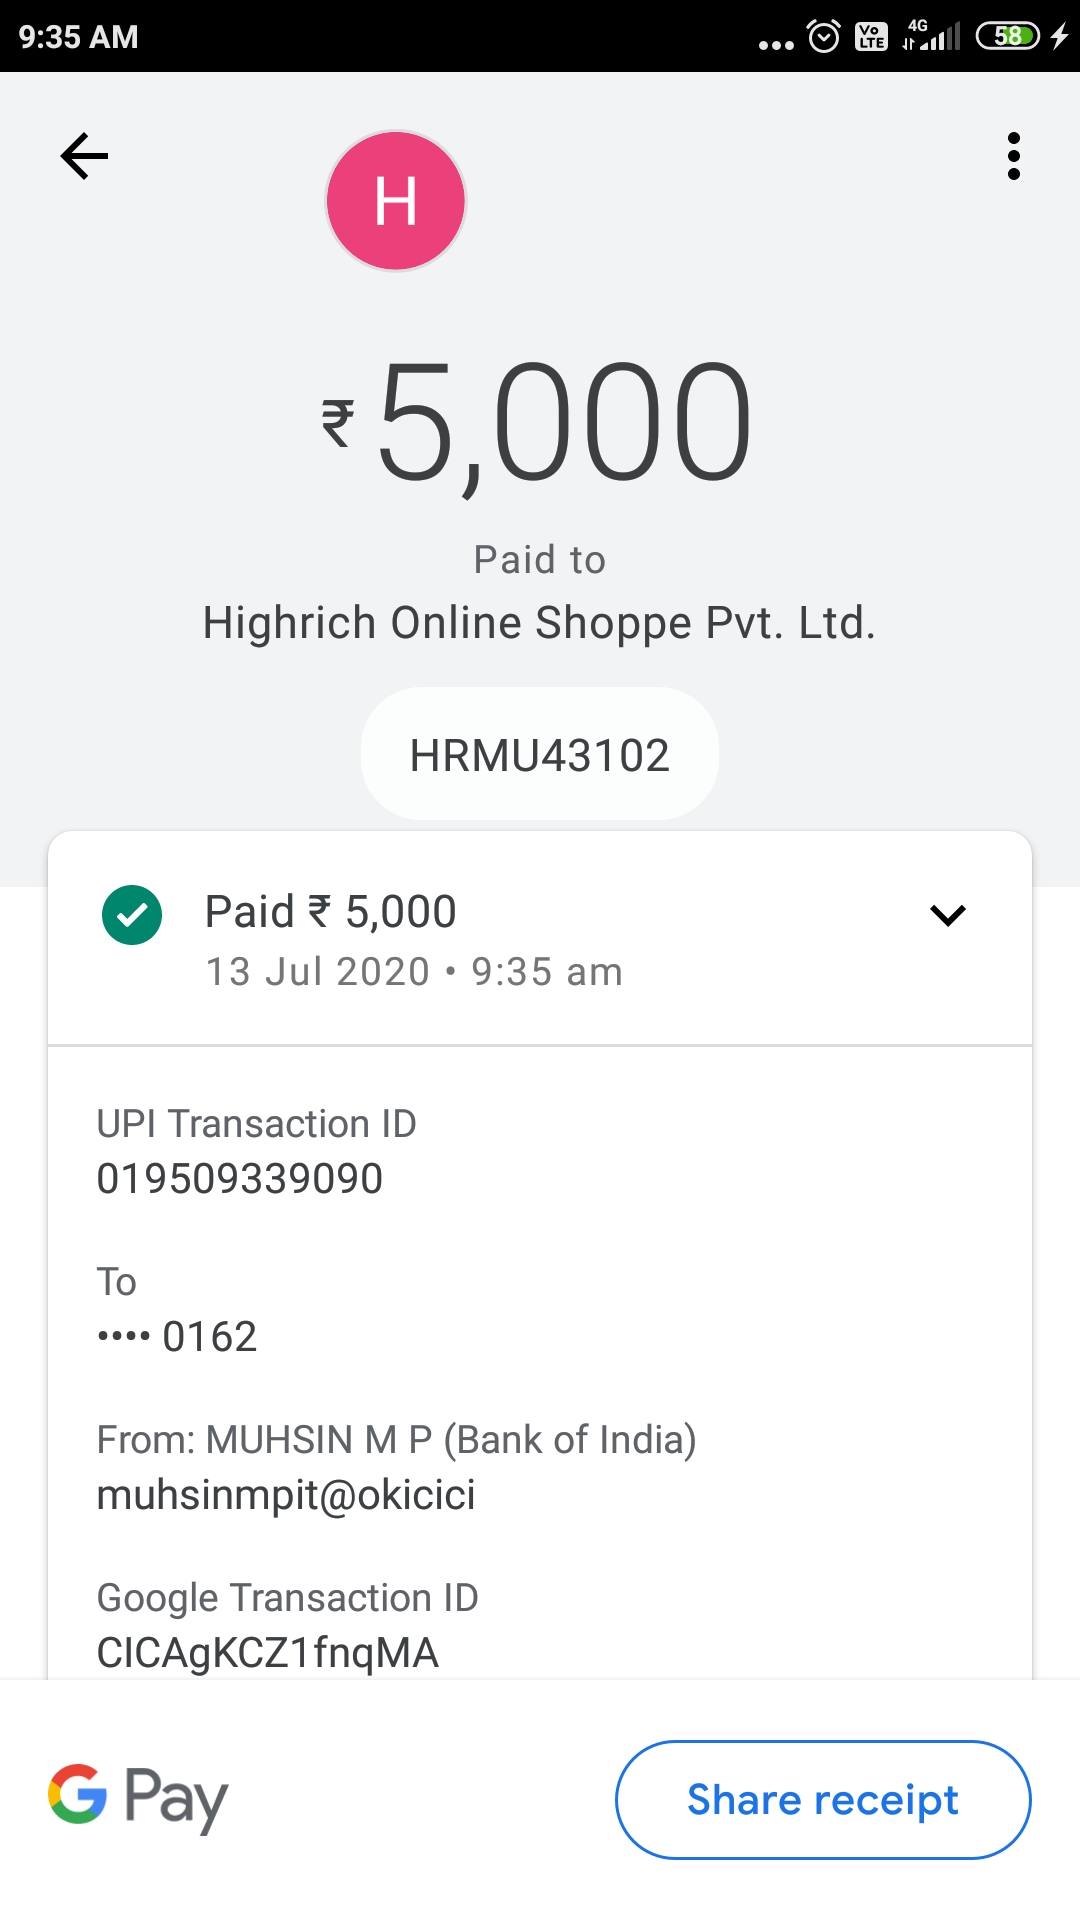 9:35 AM
Vo LTE
4G
58
H
₹5,000
Paid to
Highrich Online Shoppe Pvt. Ltd.
HRMU43102
Paid ₹ 5,000
13 Jul 2020 • 9:35 am
UPI Transaction ID
019509339090
To
•••• 0162
From: MUHSIN M P (Bank of India)
muhsinmpit@okicici
Google Transaction ID
CICAgKCZ1fnqMA
G Pay
Share receipt